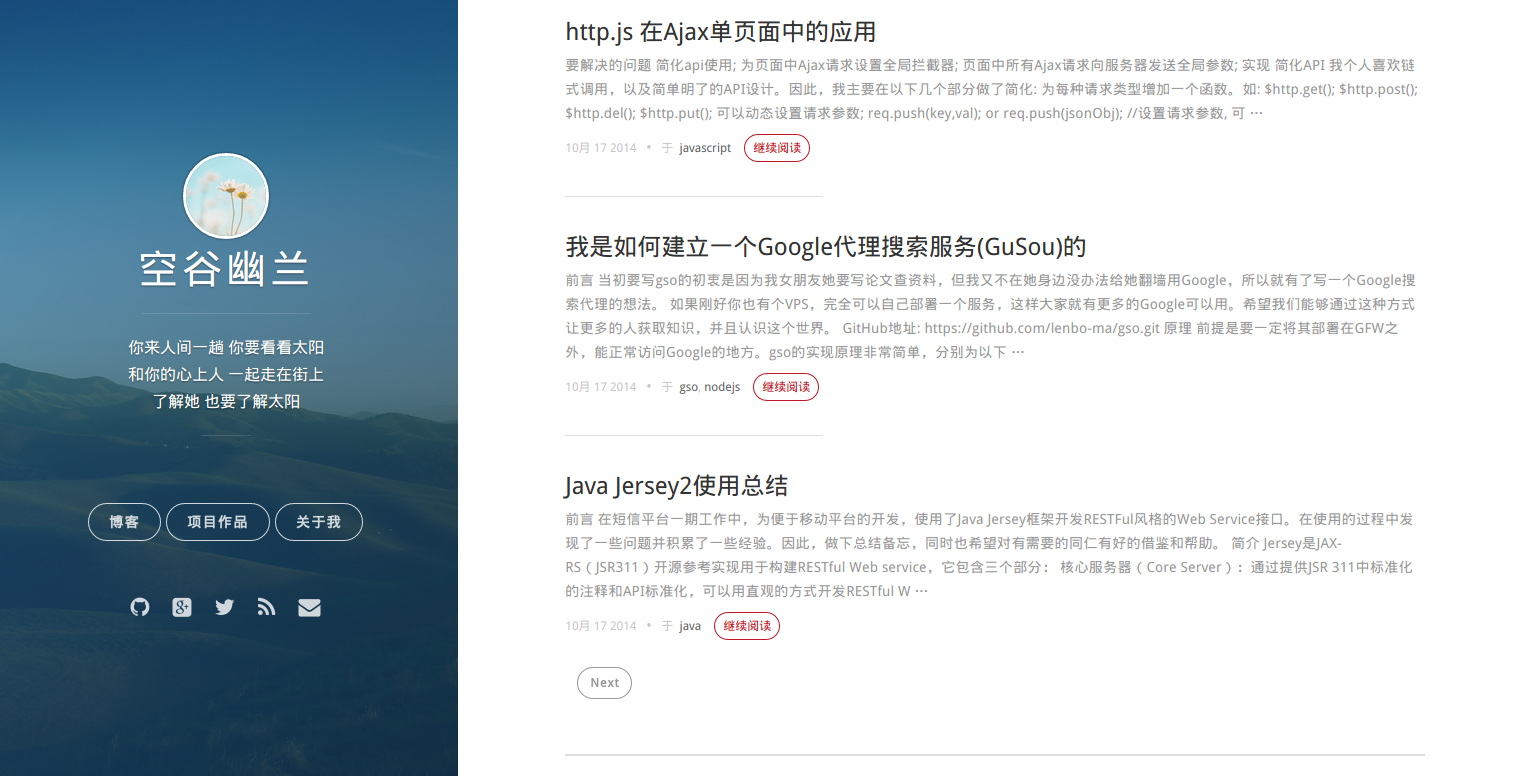 空谷幽兰
你来人间一趟 你要看看太阳
和你的心上人 一起走在街上
了解她 也要了解太阳
博客 项目作品 关于我
http.js 在Ajax单页面中的应用
要解决的问题 简化api使用; 为页面中Ajax请求设置全局拦截器; 页面中所有Ajax请求向服务器发送全局参数; 实现 简化API 我个人喜欢链
式调用，以及简单明了的API设计。因此，我主要在以下几个部分做了简化: 为每种请求类型增加一个函数。如: $http.get(); $http.post();
$http.del(); $http.put(); 可以动态设置请求参数; req.push(key,val); or req.push(jsonObj); //设置请求参数, 可 …
10月 17 2014 • 于 javascript 继续阅读
我是如何建立一个Google代理搜索服务(GuSou)的
前言 当初要写gso的初衷是因为我女朋友她要写论文查资料，但我又不在她身边没办法给她翻墙用Google，所以就有了写一个Google搜
索代理的想法。 如果刚好你也有个VPS，完全可以自己部署一个服务，这样大家就有更多的Google可以用。希望我们能够通过这种方式
让更多的人获取知识，并且认识这个世界。 GitHub地址: https://github.com/lenbo-ma/gso.git 原理 前提是要一定将其部署在GFW之
外，能正常访问Google的地方。gso的实现原理非常简单，分别为以下 …
10月 17 2014 • 于 gso, nodejs 继续阅读
Java Jersey2使用总结
前言 在短信平台一期工作中，为便于移动平台的开发，使用了Java Jersey框架开发RESTFul风格的Web Service接口。在使用的过程中发
现了一些问题并积累了一些经验。因此，做下总结备忘，同时也希望对有需要的同仁有好的借鉴和帮助。 简介 Jersey是JAX-
RS（JSR311）开源参考实现用于构建RESTful Web service，它包含三个部分： 核心服务器（Core Server）：通过提供JSR 311中标准化
的注释和API标准化，可以用直观的方式开发RESTful W …
10月 17 2014 • 于 java 继续阅读
Next